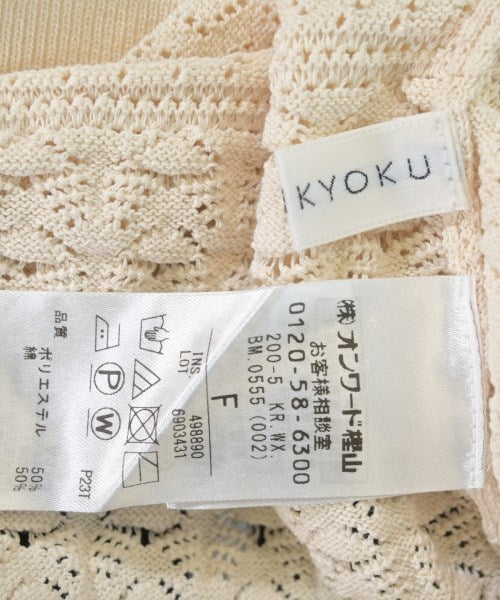 KYOKU
(株)オンワード樫山
お客様相談室
0120-58-6300
200-5 KR.WX.
BM.0555 (002)
F
INS. 498890
LOT 6903431
P
W
品質
ポリエステル 50%
綿 50%
P23T